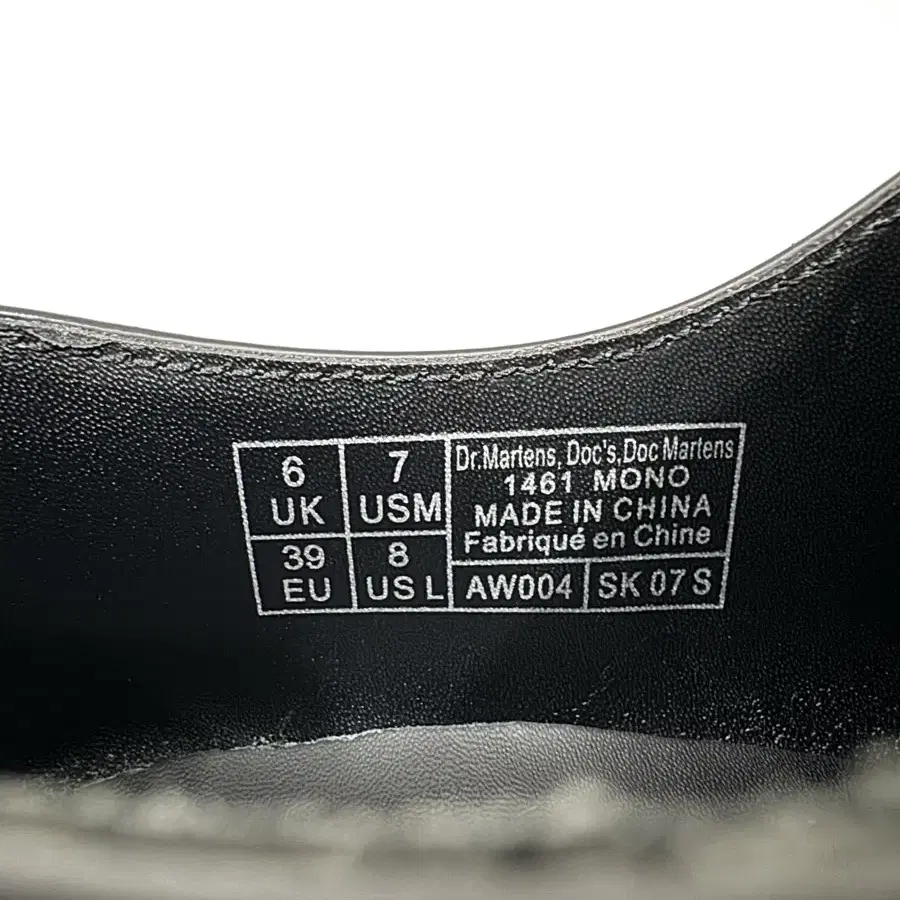 6
UK
7
USM
39
EU
8
US L
Dr.Martens, Doc's, Doc Martens
1461 MONO
MADE IN CHINA
Fabriqué en Chine
AW004
SK 07 S